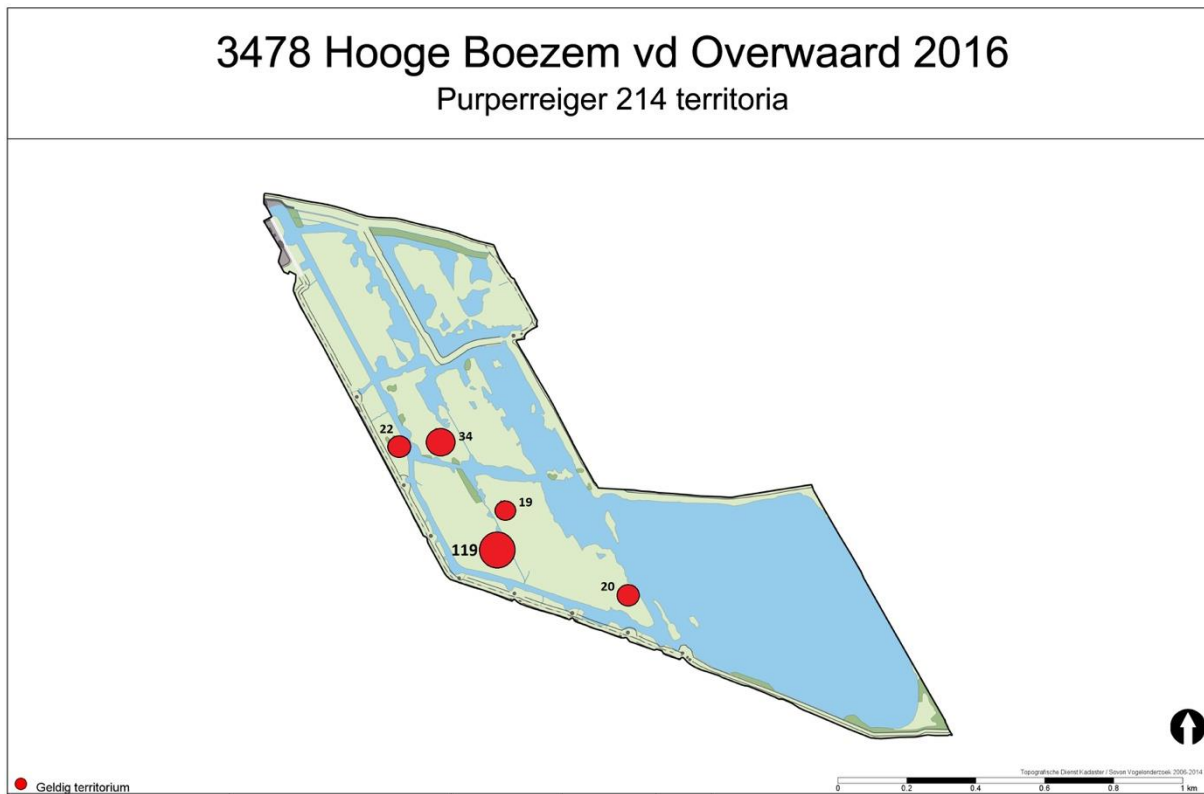 3478 Hooge Boezem vd Overwaard 2016
Purperreiger 214 territoria
22
34
19
119
20
Geldig territorium
Topografische Dienst Kadaster / Sovon Vogelonderzoek 2006-2014
0 0.2 0.4 0.6 0.8 1 km